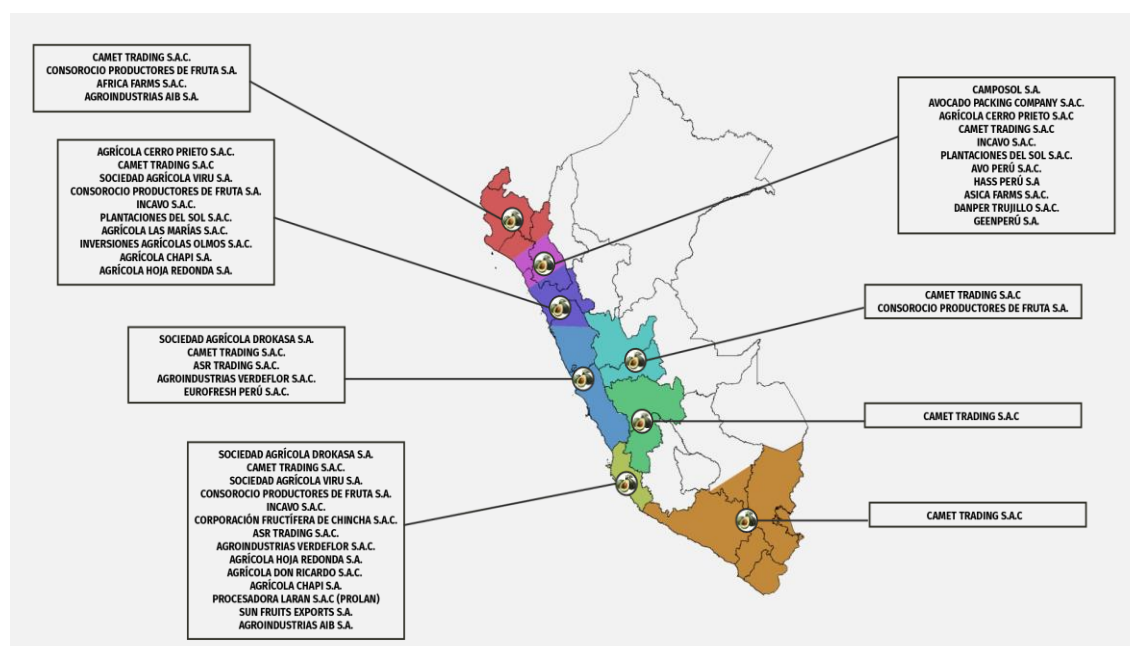 CAMET TRADING S.A.C.
CONSOROCIO PRODUCTORES DE FRUTA S.A.
AFRICA FARMS S.A.C.
AGROINDUSTRIAS AIB S.A.
AGRÍCOLA CERRO PRIETO S.A.C.
CAMET TRADING S.A.C
SOCIEDAD AGRÍCOLA VIRU S.A.
CONSOROCIO PRODUCTORES DE FRUTA S.A.
INCAVO S.A.C.
PLANTACIONES DEL SOL S.A.C.
AGRÍCOLA LAS MARÍAS S.A.C.
INVERSIONES AGRÍCOLAS OLMOS S.A.C.
AGRÍCOLA CHAPI S.A.
AGRÍCOLA HOJA REDONDA S.A.
SOCIEDAD AGRÍCOLA DROKASA S.A.
CAMET TRADING S.A.C.
ASR TRADING S.A.C.
AGROINDUSTRIAS VERDEFLOR S.A.C.
EUROFRESH PERÚ S.A.C.
SOCIEDAD AGRÍCOLA DROKASA S.A.
CAMET TRADING S.A.C.
SOCIEDAD AGRÍCOLA VIRU S.A.
CONSOROCIO PRODUCTORES DE FRUTA S.A.
INCAVO S.A.C.
CORPORACIÓN FRUCTÍFERA DE CHINCHA S.A.C.
ASR TRADING S.A.C.
AGROINDUSTRIAS VERDEFLOR S.A.C.
AGRÍCOLA HOJA REDONDA S.A.
AGRÍCOLA DON RICARDO S.A.C.
AGRÍCOLA CHAPI S.A.
PROCESADORA LARAN S.A.C (PROLAN)
SUN FRUITS EXPORTS S.A.
AGROINDUSTRIAS AIB S.A.
CAMPOSOL S.A.
AVOCADO PACKING COMPANY S.A.C.
AGRÍCOLA CERRO PRIETO S.A.C
CAMET TRADING S.A.C
INCAVO S.A.C.
PLANTACIONES DEL SOL S.A.C.
AVO PERÚ S.A.C.
HASS PERÚ S.A
ASICA FARMS S.A.C.
DANPER TRUJILLO S.A.C.
GEENPERÚ S.A.
CAMET TRADING S.A.C
CONSOROCIO PRODUCTORES DE FRUTA S.A.
CAMET TRADING S.A.C
CAMET TRADING S.A.C